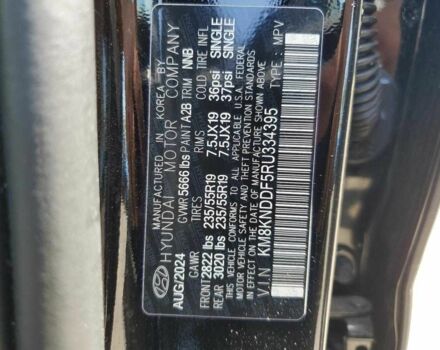 MANUFACTURED IN KOREA BY
HYUNDAI MOTOR COMPANY
AUG/2024 GVWR 5666 lbs PAINT A2B TRIM NNB
GAWR TIRES RIMS COLD TIRE INFL
FRONT 2822 lbs 235/55R19 7.5JX19 36psi SINGLE
REAR 3020 lbs 235/55R19 7.5JX19 37psi SINGLE
THIS VEHICLE CONFORMS TO ALL APPLICABLE U.S.A. FEDERAL
MOTOR VEHICLE SAFETY, BUMPER, AND THEFT PREVENTION STANDARDS
IN EFFECT ON THE DATE OF MANUFACTURE SHOWN ABOVE.
V.I.N : KM8KNDDF5RU334395 TYPE : MPV